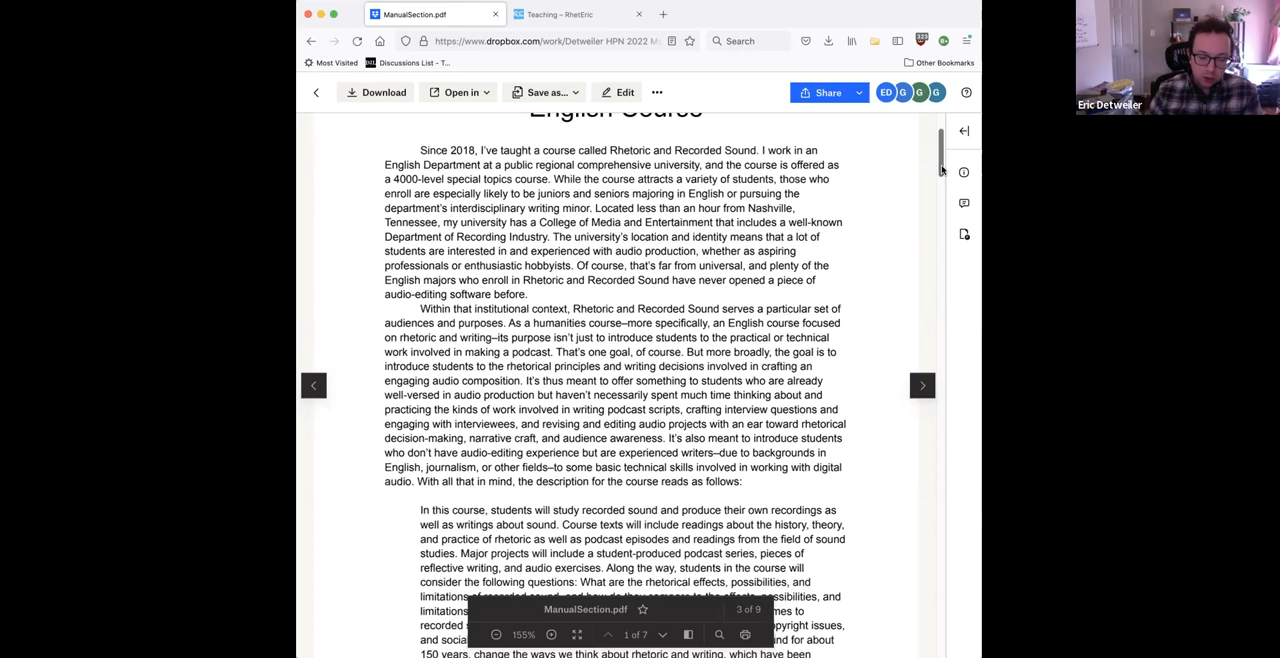 ManualSection.pdf
Teaching – RhetEric
https://www.dropbox.com/work/Detweiler HPN 2022 M
Search
323
Most Visited
Discussions List - T...
Other Bookmarks
Download
Open in
Save as...
Edit
Share
ED
G
G
G
Eric Detweiler
English Course
Since 2018, I've taught a course called Rhetoric and Recorded Sound. I work in an
English Department at a public regional comprehensive university, and the course is offered as
a 4000-level special topics course. While the course attracts a variety of students, those who
enroll are especially likely to be juniors and seniors majoring in English or pursuing the
department's interdisciplinary writing minor. Located less than an hour from Nashville,
Tennessee, my university has a College of Media and Entertainment that includes a well-known
Department of Recording Industry. The university's location and identity means that a lot of
students are interested in and experienced with audio production, whether as aspiring
professionals or enthusiastic hobbyists. Of course, that's far from universal, and plenty of the
English majors who enroll in Rhetoric and Recorded Sound have never opened a piece of
audio-editing software before.
Within that institutional context, Rhetoric and Recorded Sound serves a particular set of
audiences and purposes. As a humanities course–more specifically, an English course focused
on rhetoric and writing–its purpose isn't just to introduce students to the practical or technical
work involved in making a podcast. That's one goal, of course. But more broadly, the goal is to
introduce students to the rhetorical principles and writing decisions involved in crafting an
engaging audio composition. It's thus meant to offer something to students who are already
well-versed in audio production but haven't necessarily spent much time thinking about and
practicing the kinds of work involved in writing podcast scripts, crafting interview questions and
engaging with interviewees, and revising and editing audio projects with an ear toward rhetorical
decision-making, narrative craft, and audience awareness. It's also meant to introduce students
who don't have audio-editing experience but are experienced writers–due to backgrounds in
English, journalism, or other fields–to some basic technical skills involved in working with digital
audio. With all that in mind, the description for the course reads as follows:
In this course, students will study recorded sound and produce their own recordings as
well as writings about sound. Course texts will include readings about the history, theory,
and practice of rhetoric as well as podcast episodes and readings from the field of sound
studies. Major projects will include a student-produced podcast series, pieces of
reflective writing, and audio exercises. Along the way, students in the course will
consider the following questions: What are the rhetorical effects, possibilities, and
limitations of recorded sound, and how do they compare to the effects, possibilities, and
limitations
mes to
recorded s
opyright issues,
and socia
und for about
150 years, change the ways we think about rhetoric and writing, which have been
ManualSection.pdf
3 of 9
155%
1 of 7